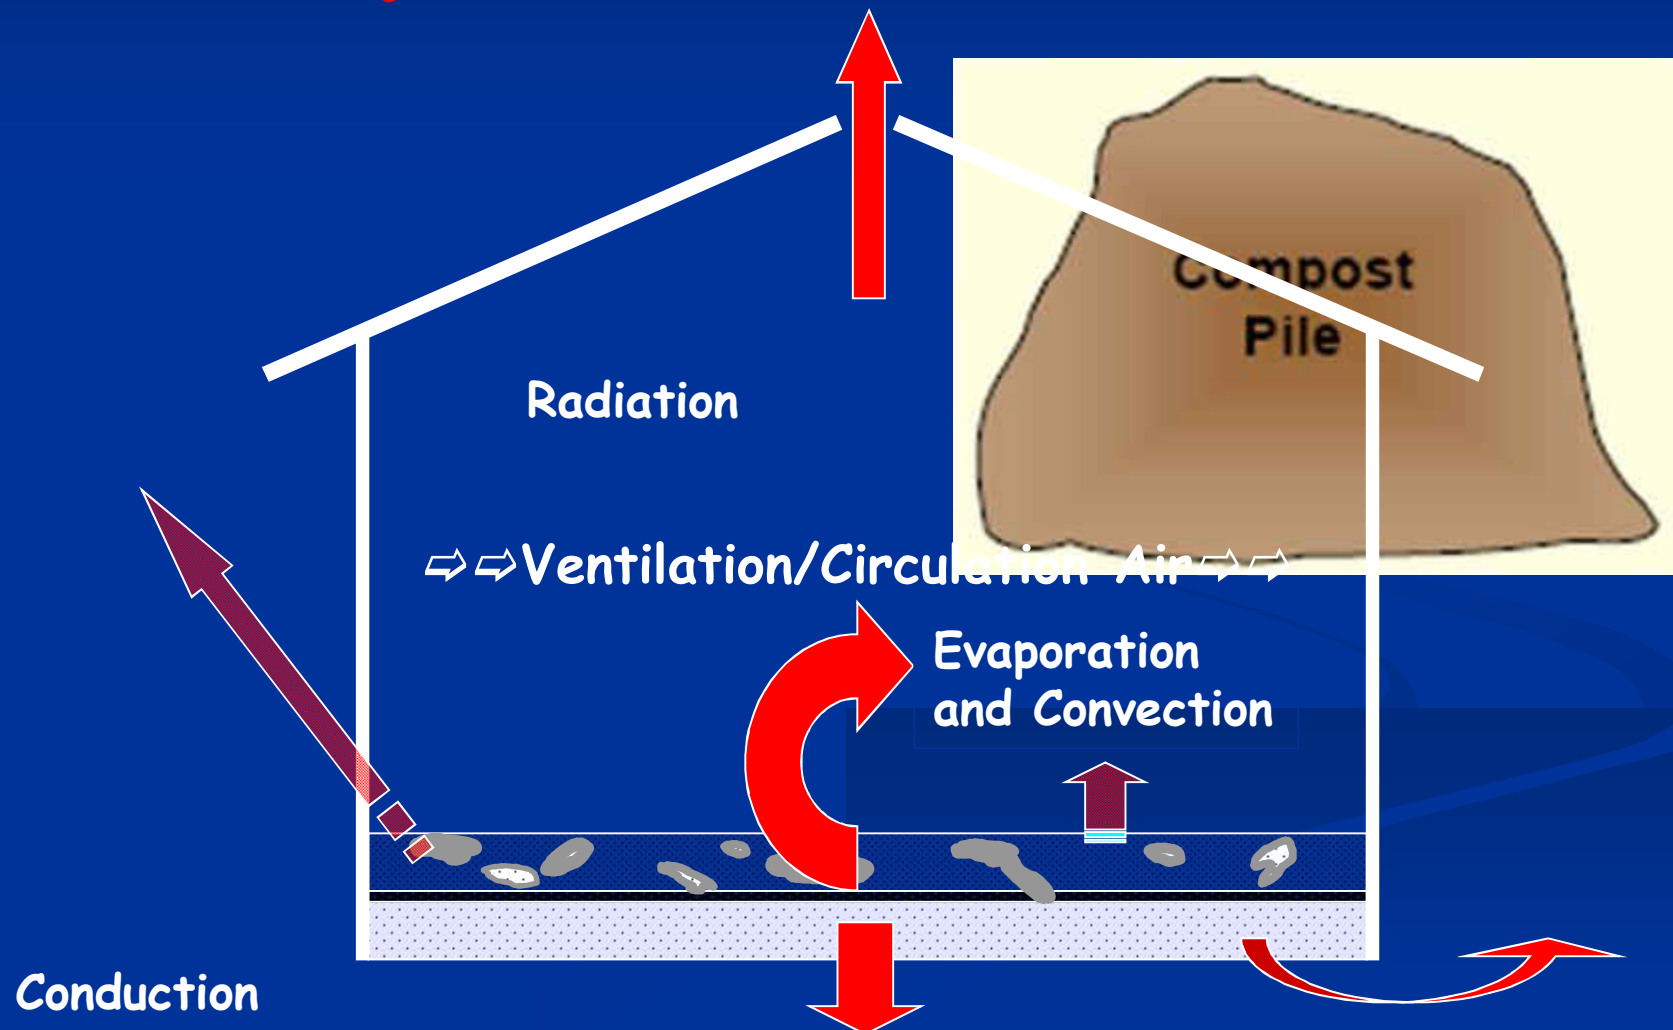 Compost
Pile
Radiation
⇨⇨Ventilation/Circulation Air⇨⇨
Evaporation
and Convection
Conduction